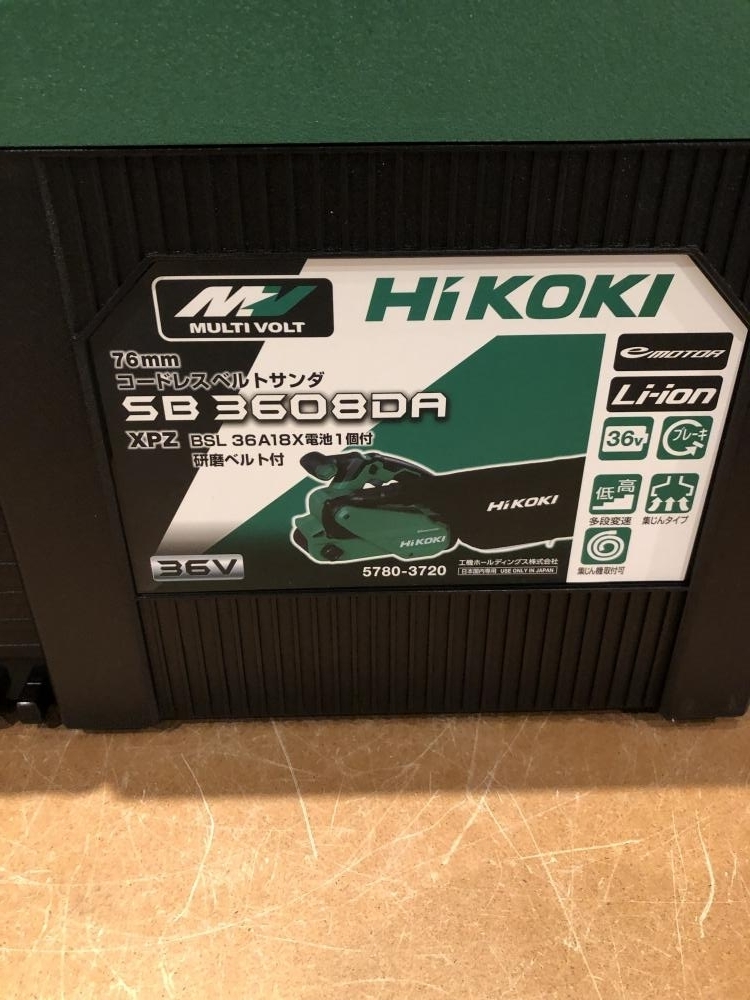 MV
MULTI VOLT
HiKOKI
76mm
コードレスベルトサンダ
SB 3608DA
XPZ BSL 36A18X電池1個付
研磨ベルト付
36V
HiKOKI
HiKOKI
5780-3720
工機ホールディングス株式会社
日本国内専用 USE ONLY IN JAPAN
eMOTOR
Li-ion
36V
ブレーキ
低高
多段変速
集じんタイプ
集じん機取付可